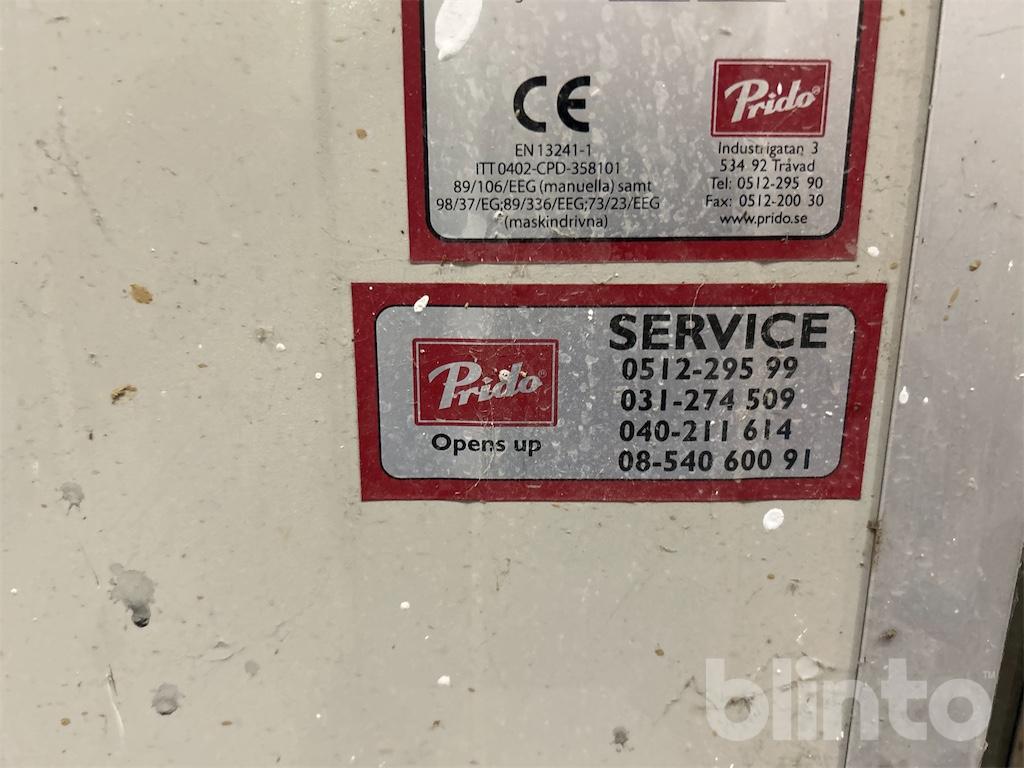 CE
EN 13241-1
ITT 0402-CPD-358101
89/106/EEG (manuella) samt
98/37/EG;89/336/EEG;73/23/EEG
(maskindrivna)
Prido®
Industrigatan 3
534 92 Tråvad
Tel: 0512-295 90
Fax: 0512-200 30
www.prido.se
Prido®
Opens up
SERVICE
0512-295 99
031-274 509
040-211 614
08-540 600 91
blinto™